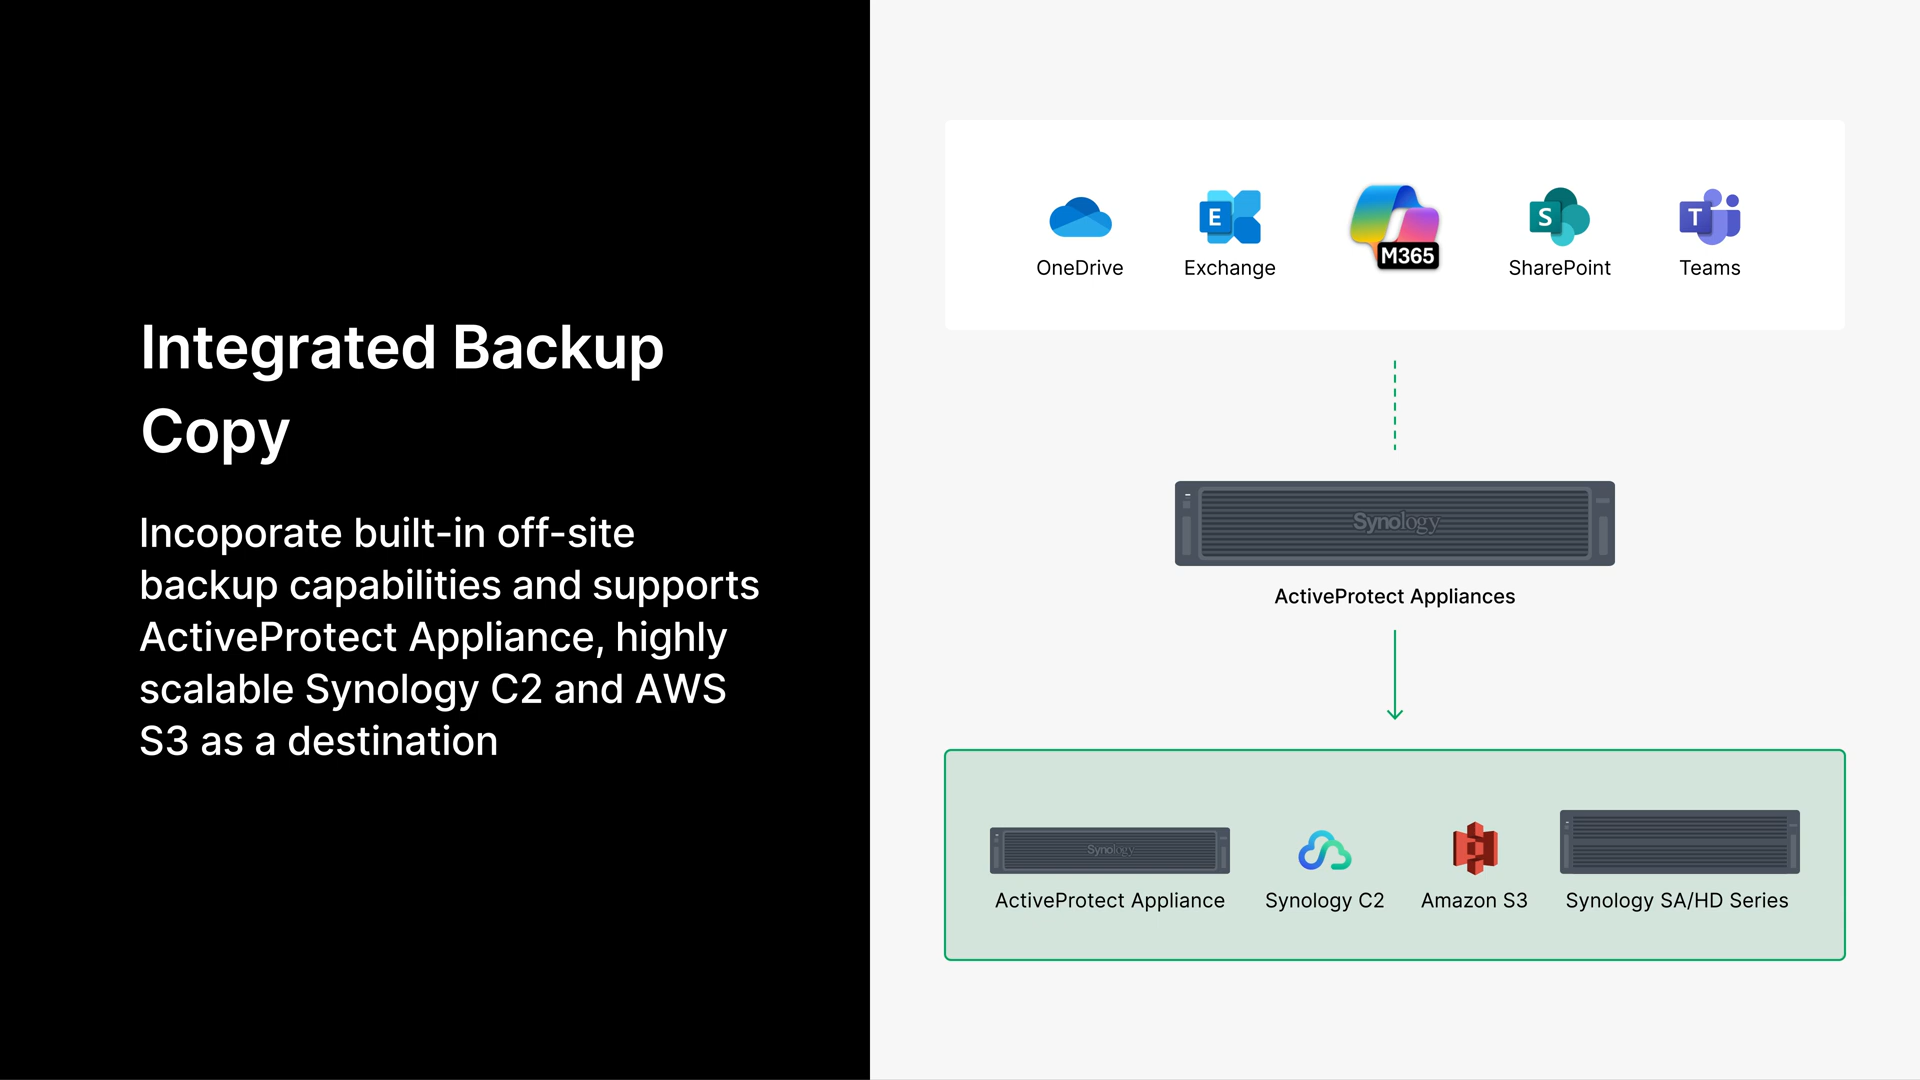 Integrated Backup
Copy
Incoporate built-in off-site
backup capabilities and supports
ActiveProtect Appliance, highly
scalable Synology C2 and AWS
S3 as a destination
E
M365
S
T
OneDrive
Exchange
SharePoint
Teams
Synology
ActiveProtect Appliances
Synology
ActiveProtect Appliance
Synology C2
Amazon S3
Synology SA/HD Series